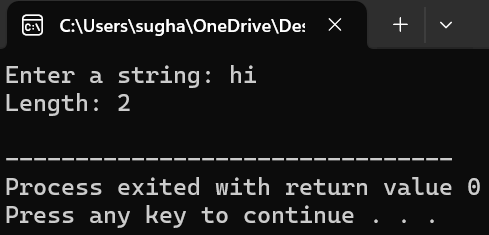 C:\Users\sugha\OneDrive\Des
Enter a string: hi
Length: 2
--------------------------------
Process exited with return value 0
Press any key to continue . . .